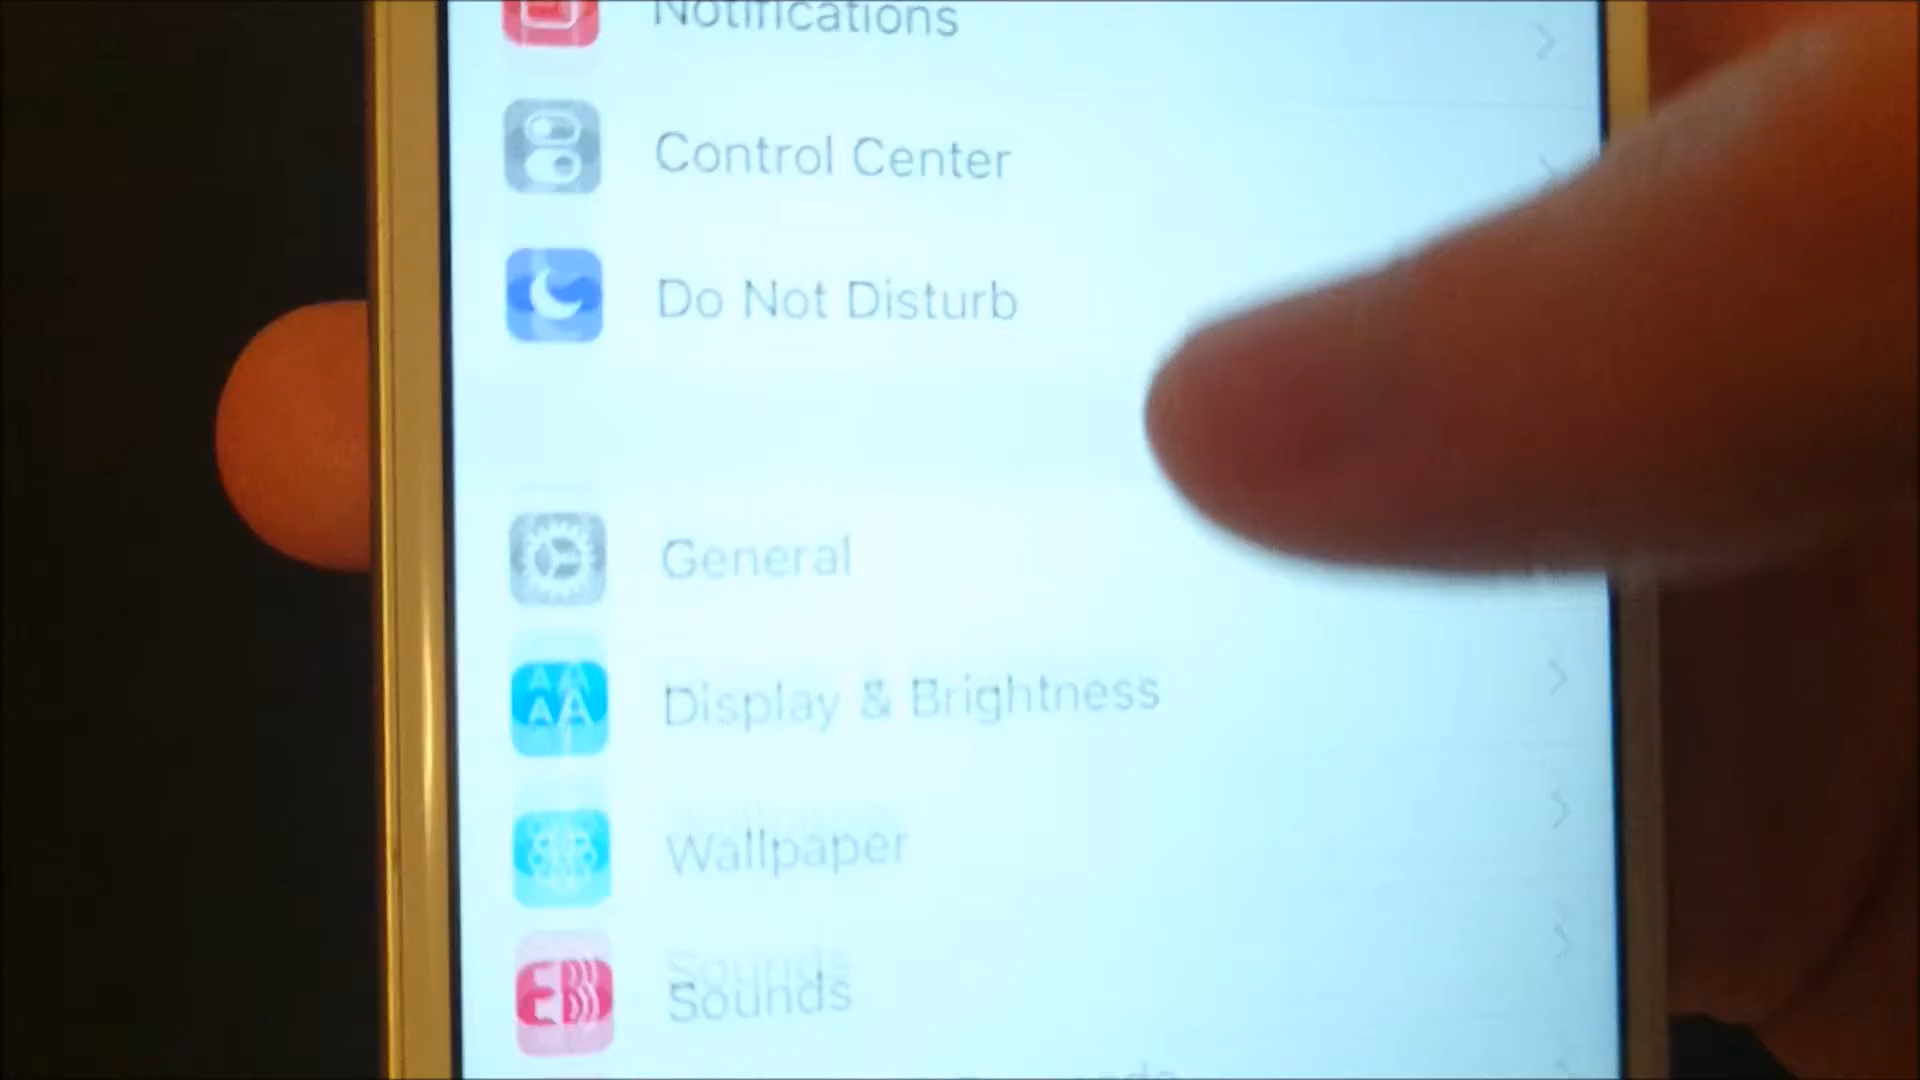 Notifications
Control Center
Do Not Disturb
General
Display & Brightness
Wallpaper
Sounds